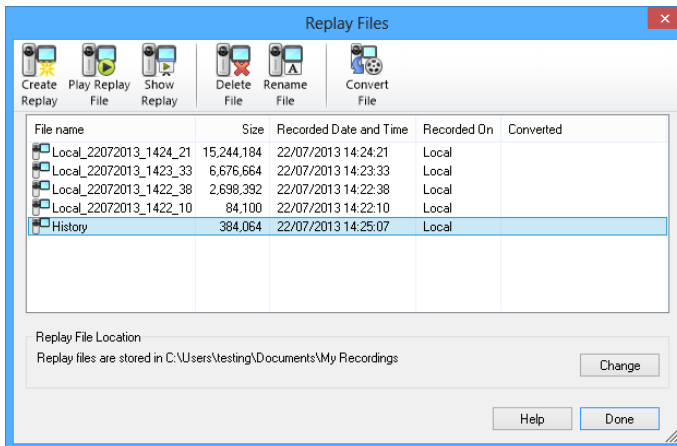 Replay Files
Create Replay
Play Replay File
Show Replay
Delete File
Rename File
Convert File
File name Size Recorded Date and Time Recorded On Converted
Local_22072013_1424_21 15,244,184 22/07/2013 14:24:21 Local
Local_22072013_1423_33 6,676,664 22/07/2013 14:23:33 Local
Local_22072013_1422_38 2,698,392 22/07/2013 14:22:38 Local
Local_22072013_1422_10 84,100 22/07/2013 14:22:10 Local
History 384,064 22/07/2013 14:25:07 Local
Replay File Location
Replay files are stored in C:\Users\testing\Documents\My Recordings
Change
Help Done